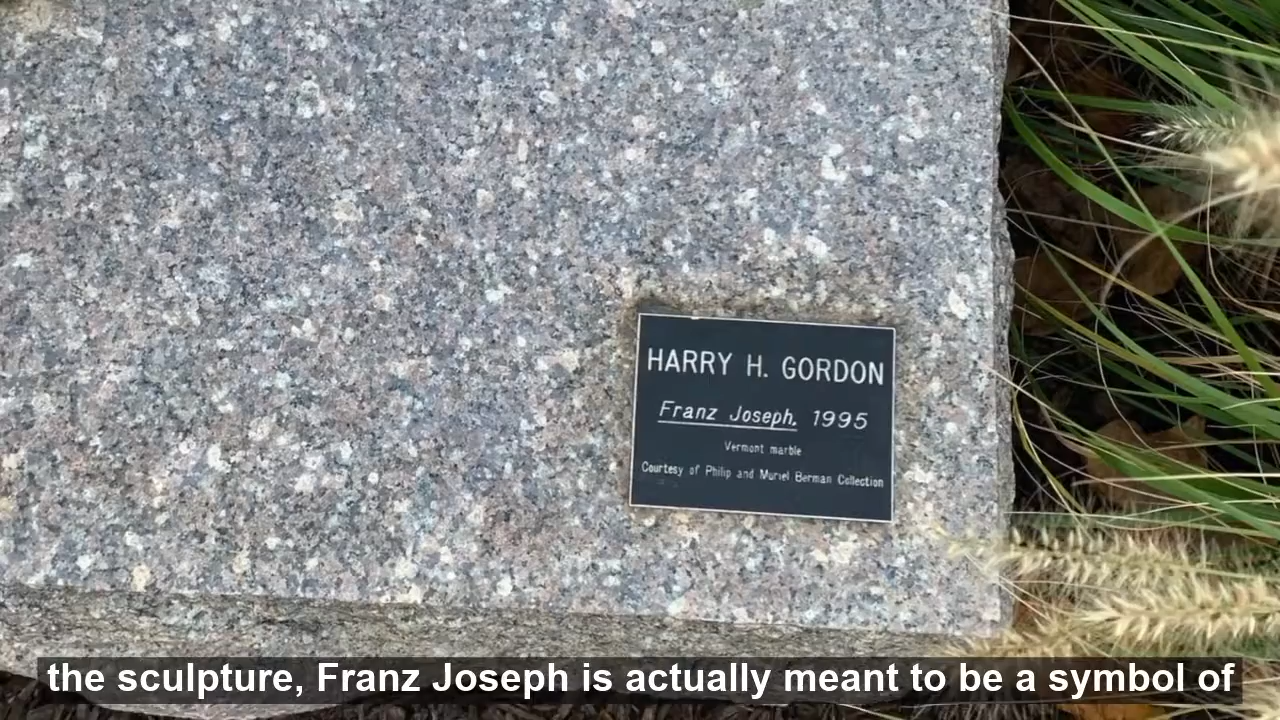 HARRY H. GORDON
Franz Joseph, 1995
Vermont marble
Courtesy of Philip and Muriel Berman Collection
the sculpture, Franz Joseph is actually meant to be a symbol of